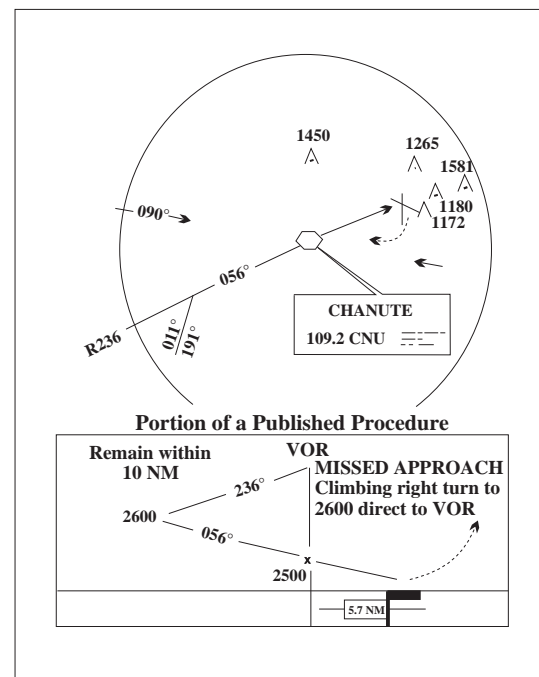 1450
1265
1581
1180
1172
090°
056°
R236
011°
191°
CHANUTE
109.2 CNU
Portion of a Published Procedure
Remain within
10 NM
VOR
236°
2600
056°
2500
MISSED APPROACH
Climbing right turn to
2600 direct to VOR
x
5.7 NM